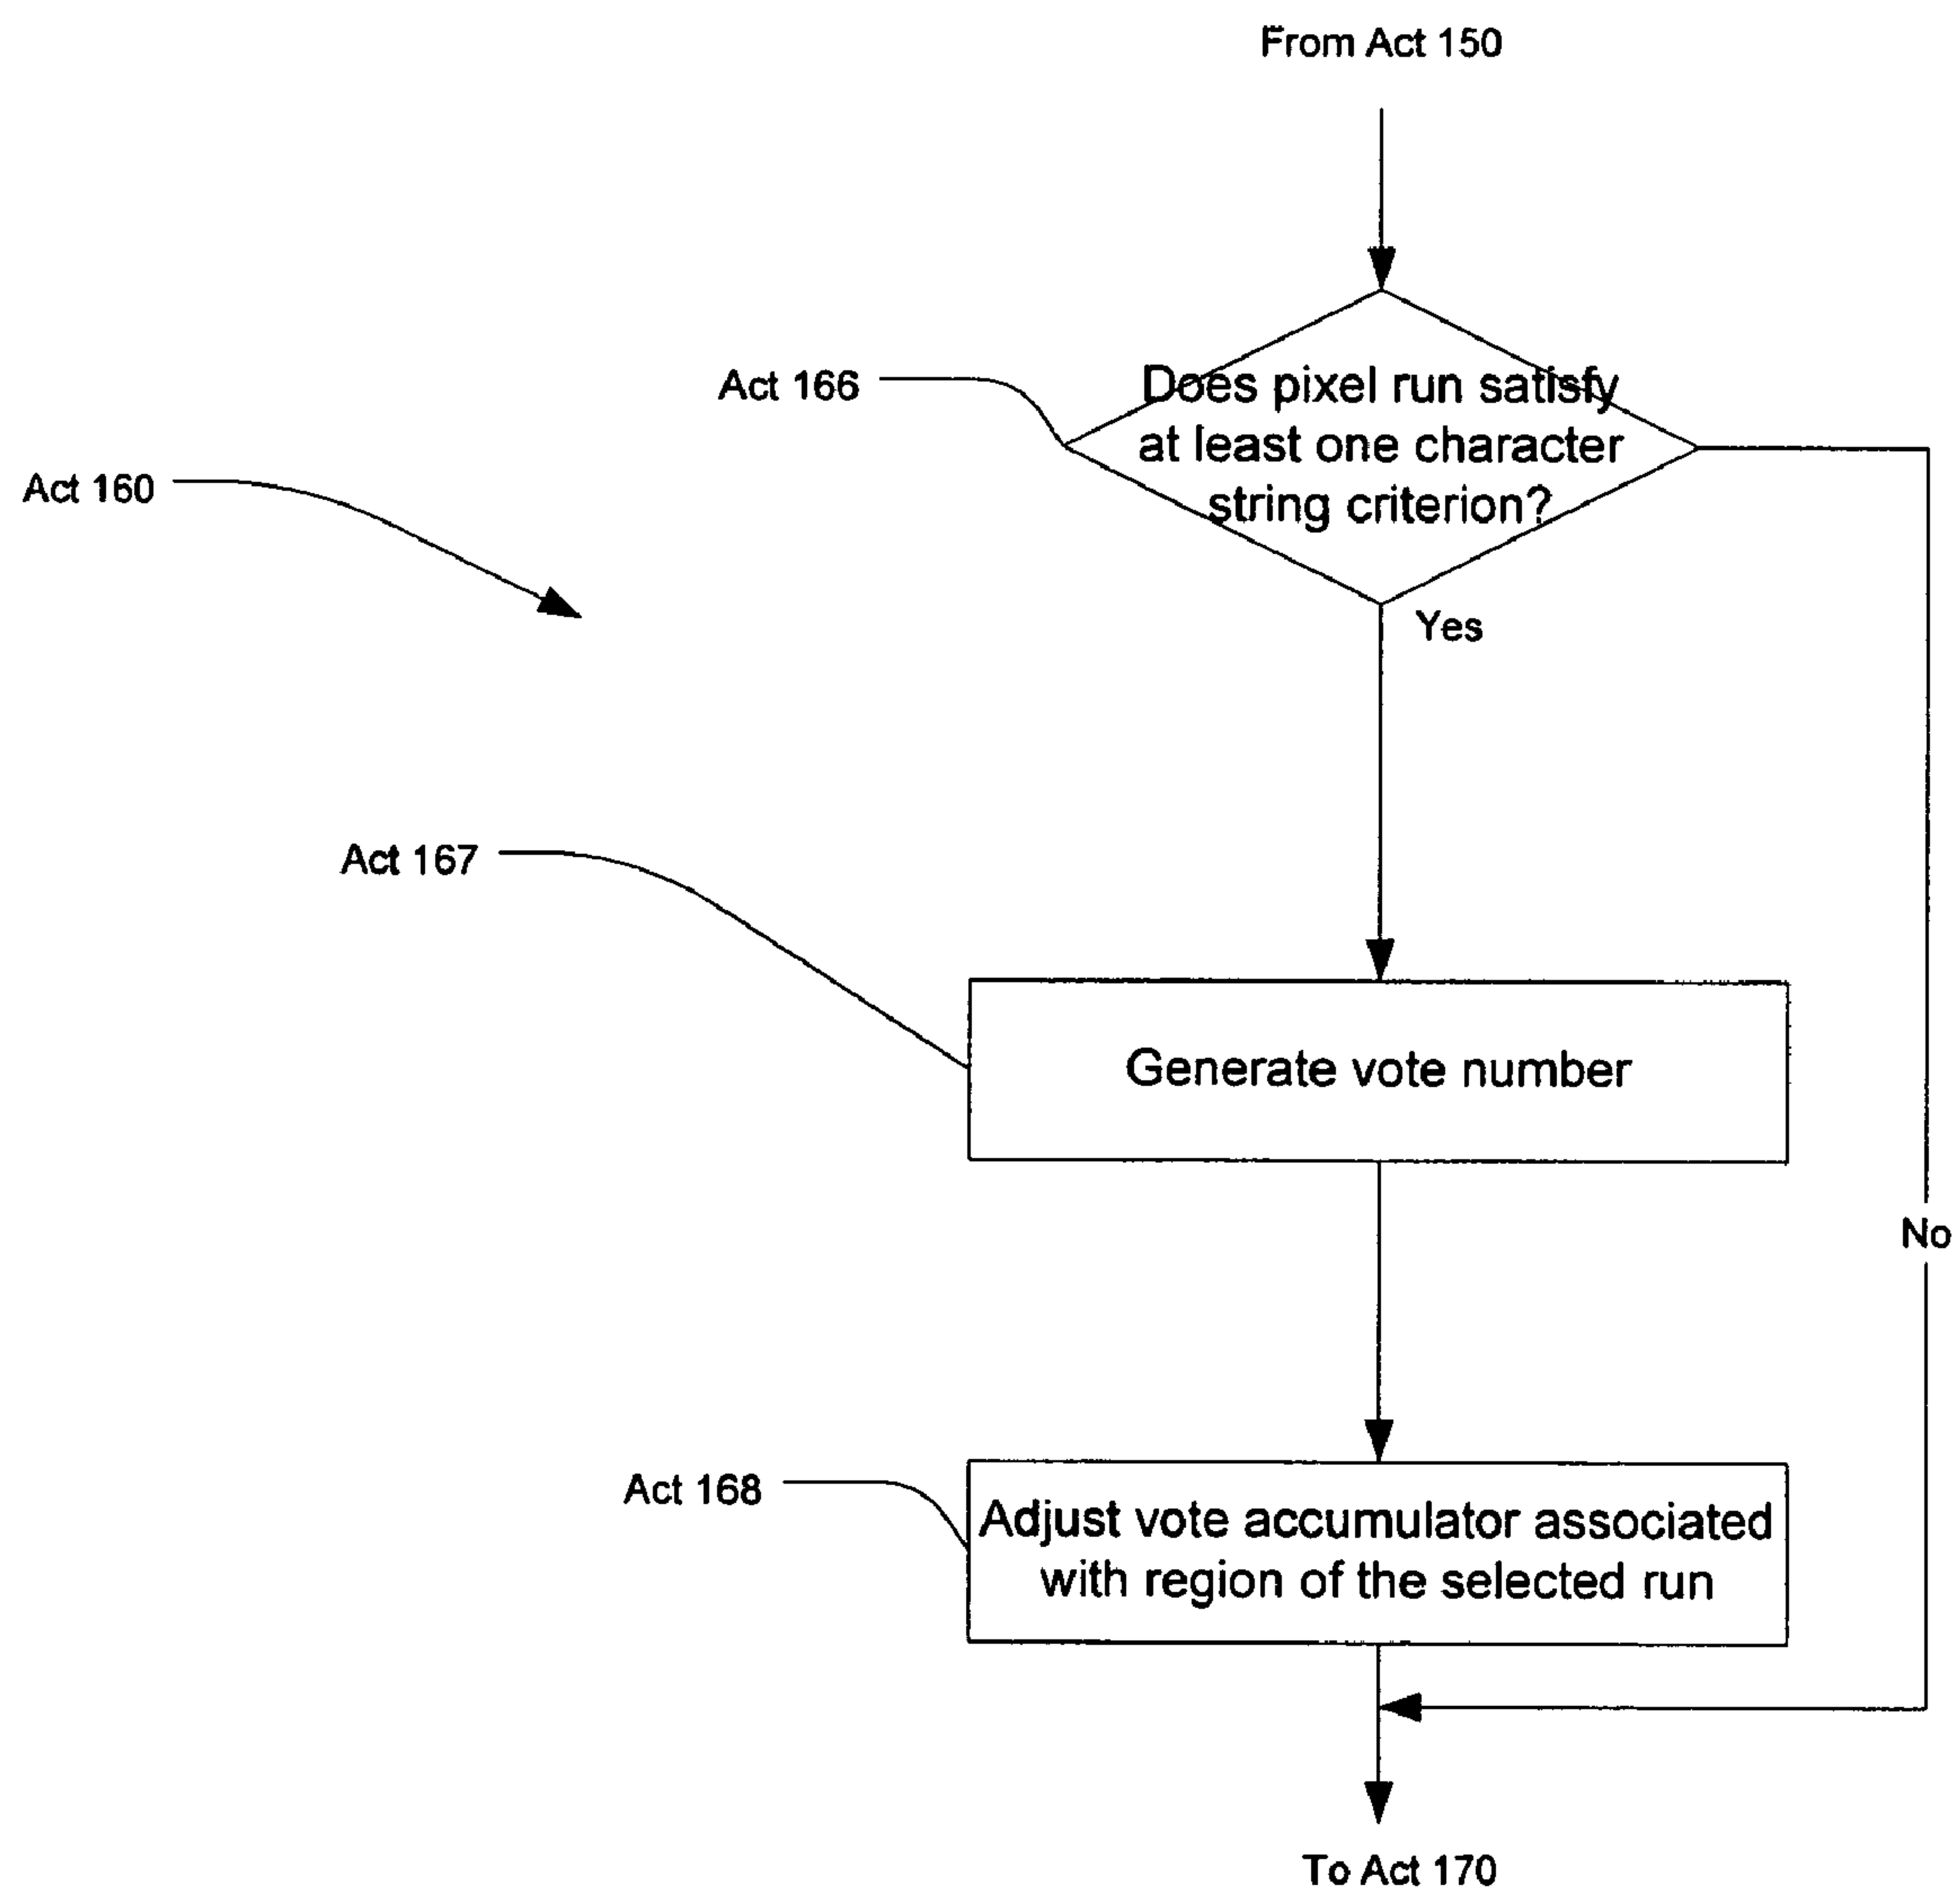 From Act 150
Act 166
Does pixel run satisfy
at least one character
string criterion?
Act 160
Yes
Act 167
Generate vote number
No
Act 168
Adjust vote accumulator associated
with region of the selected run
To Act 170